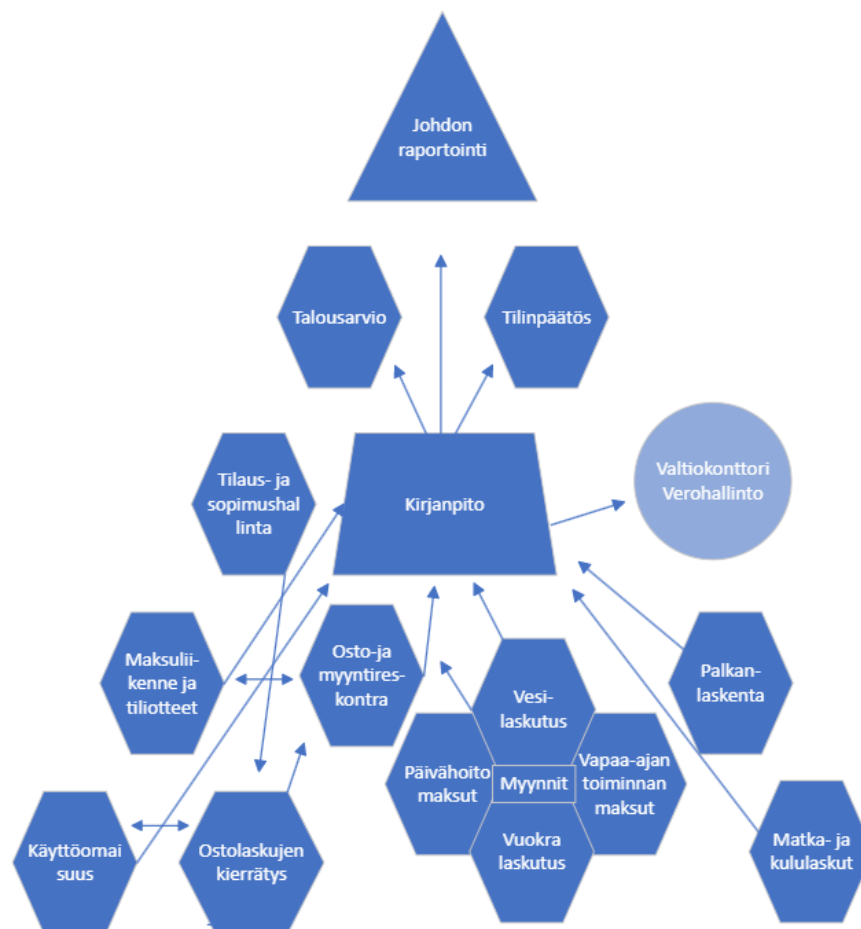 Johdon
raportointi
Talousarvio
Tilinpäätös
Tilaus- ja
sopimushal
linta
Kirjanpito
Valtiokonttori
Verohallinto
Maksulii-
kenne ja
tiliotteet
Osto-ja
myyntires-
kontra
Vesi-
laskutus
Palkan-
laskenta
Päivähoito
maksut
Myynnit
Vapaa-ajan
toiminnan
maksut
Vuokra
laskutus
Käyttöomai
suus
Ostolaskujen
kierrätys
Matka- ja
kululaskut